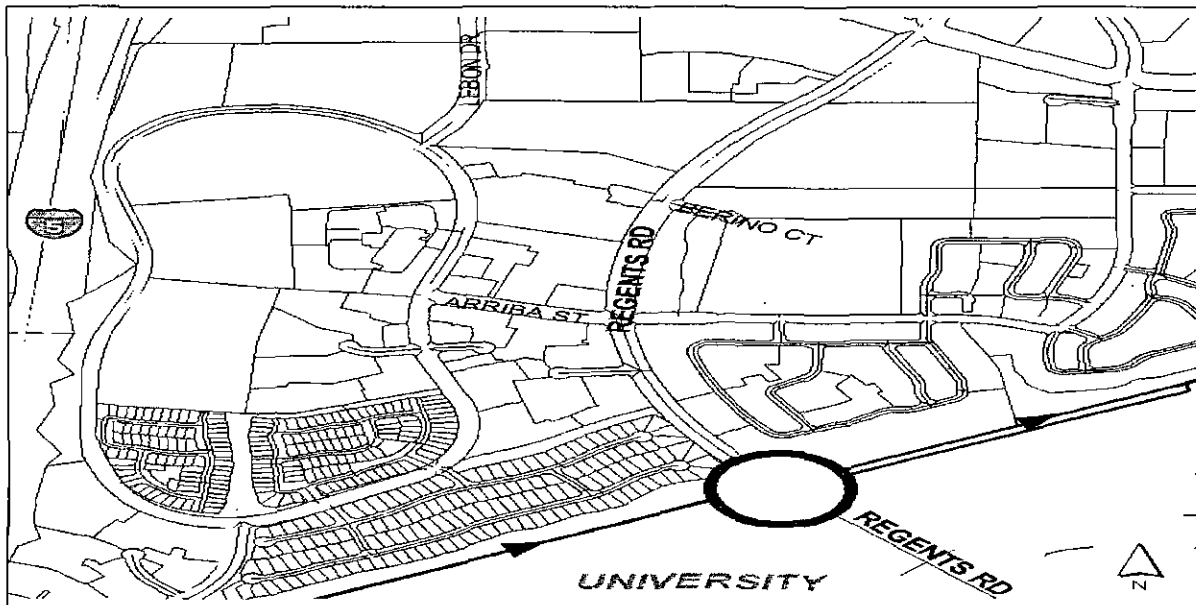 EBON DR
5
BERINO CT
REGENTS RD
ARRIBA ST
REGENTS RD
UNIVERSITY
N